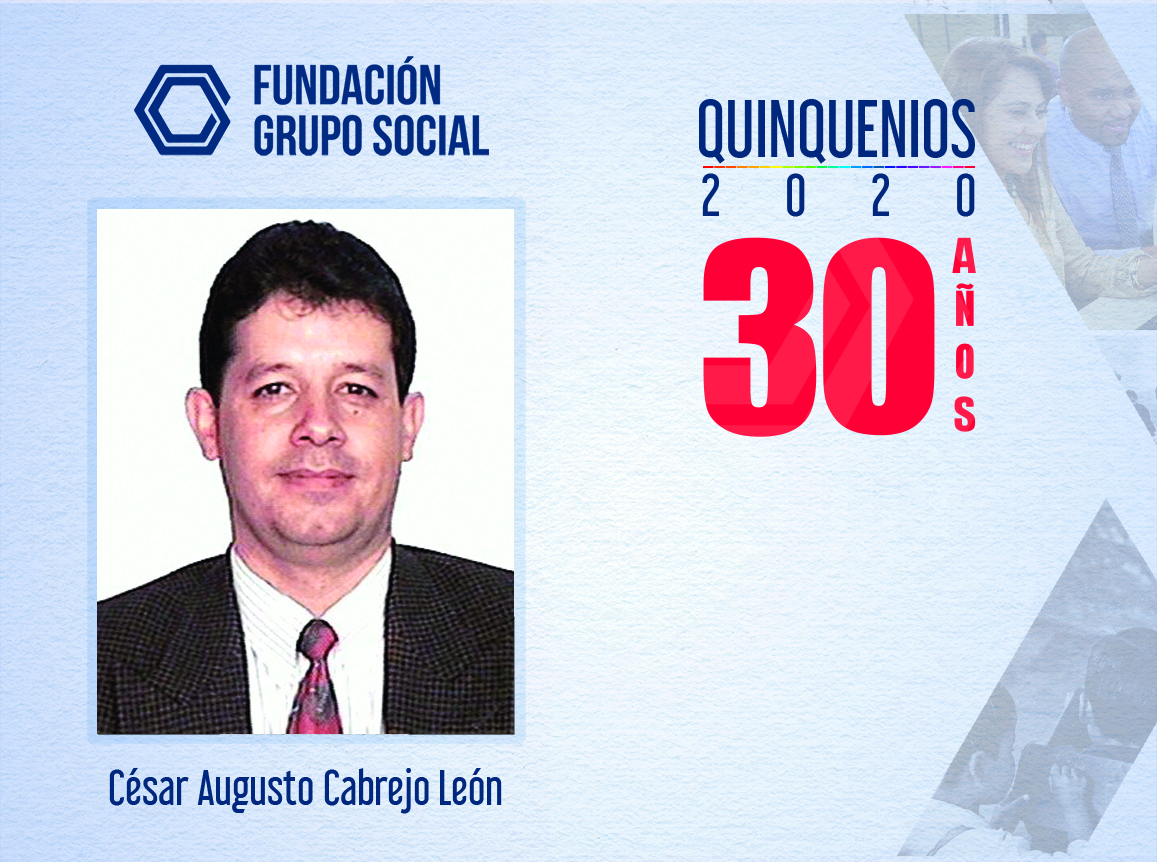 FUNDACIÓN
GRUPO SOCIAL
César Augusto Cabrejo León
QUINQUENIOS
2020
30
AÑOS